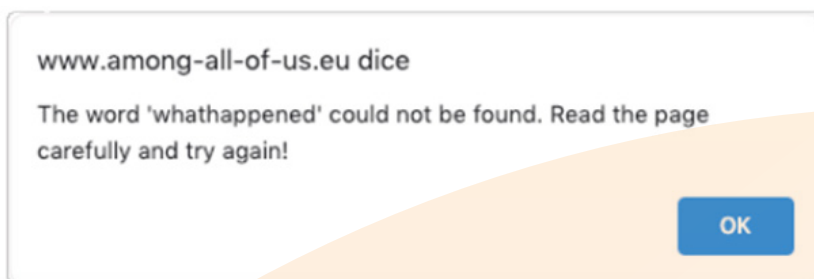 www.among-all-of-us.eu dice
The word 'whathappened' could not be found. Read the page
carefully and try again!
OK